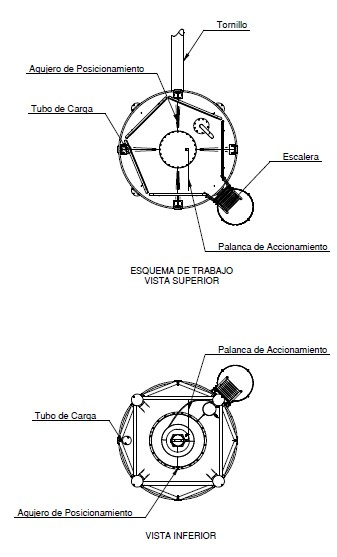 Tornillo
Agujero de Posicionamiento
Tubo de Carga
Escalera
Palanca de Accionamiento
ESQUEMA DE TRABAJO
VISTA SUPERIOR
Palanca de Accionamiento
Tubo de Carga
Aqujero de Posicionamiento
VISTA INFERIOR